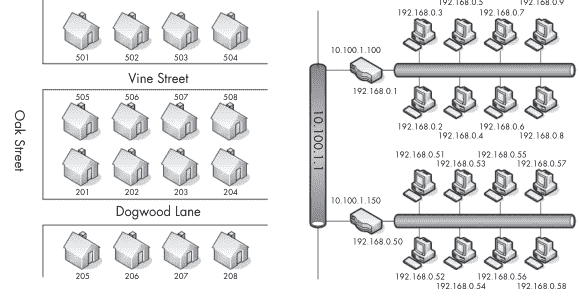 501 502 503 504
Vine Street
505 506 507 508
Oak Street
201 202 203 204
Dogwood Lane
205 206 207 208
192.168.0.5 192.168.0.9
192.168.0.3 192.168.0.7
10.100.1.100
192.168.0.1
10.100.1.1
192.168.0.2 192.168.0.6
192.168.0.4 192.168.0.8
192.168.0.51 192.168.0.55
192.168.0.53 192.168.0.57
10.100.1.150
192.168.0.50
192.168.0.52 192.168.0.56
192.168.0.54 192.168.0.58